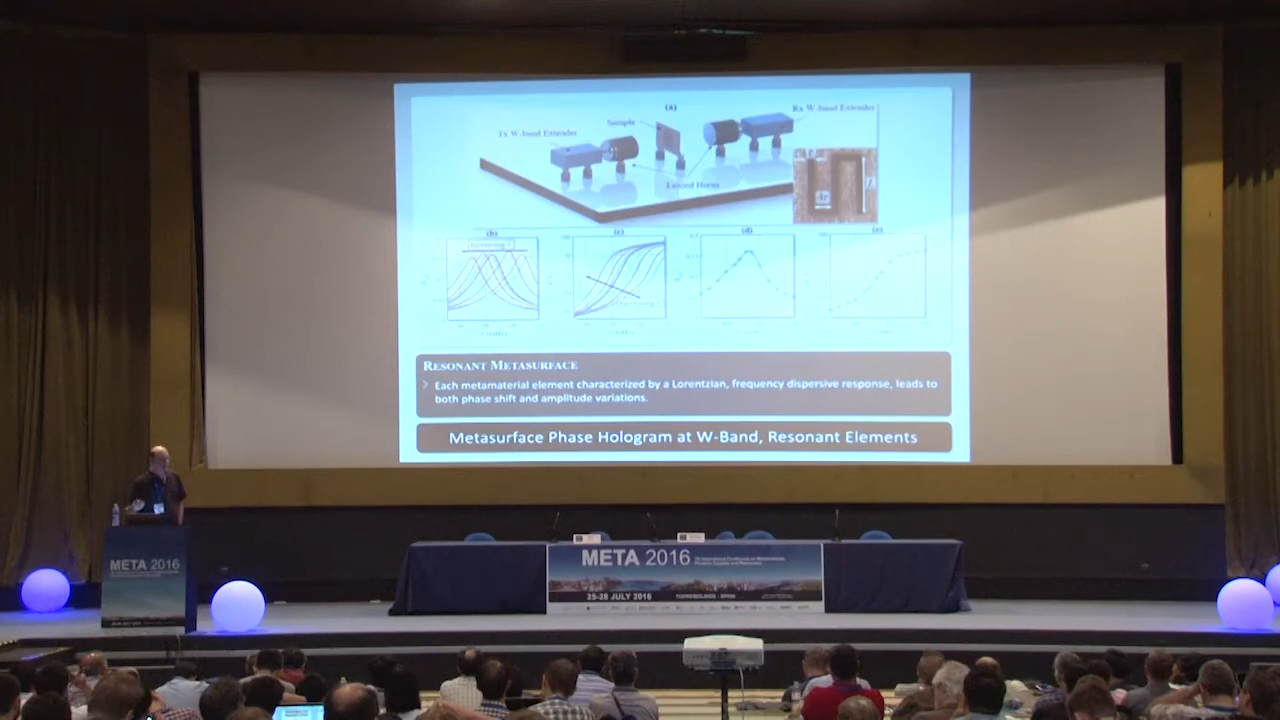 (a)
Tx W-band Extender
Sample
Rx W-band Extender
Lensed Horns
(b)
(c)
(d)
(e)
RESONANT METASURFACE
Each metamaterial element characterized by a Lorentzian, frequency dispersive response, leads to
both phase shift and amplitude variations.
Metasurface Phase Hologram at W-Band, Resonant Elements
META 2016
META 2016
25-28 JULY 2016
TORREMOLINOS - SPAIN